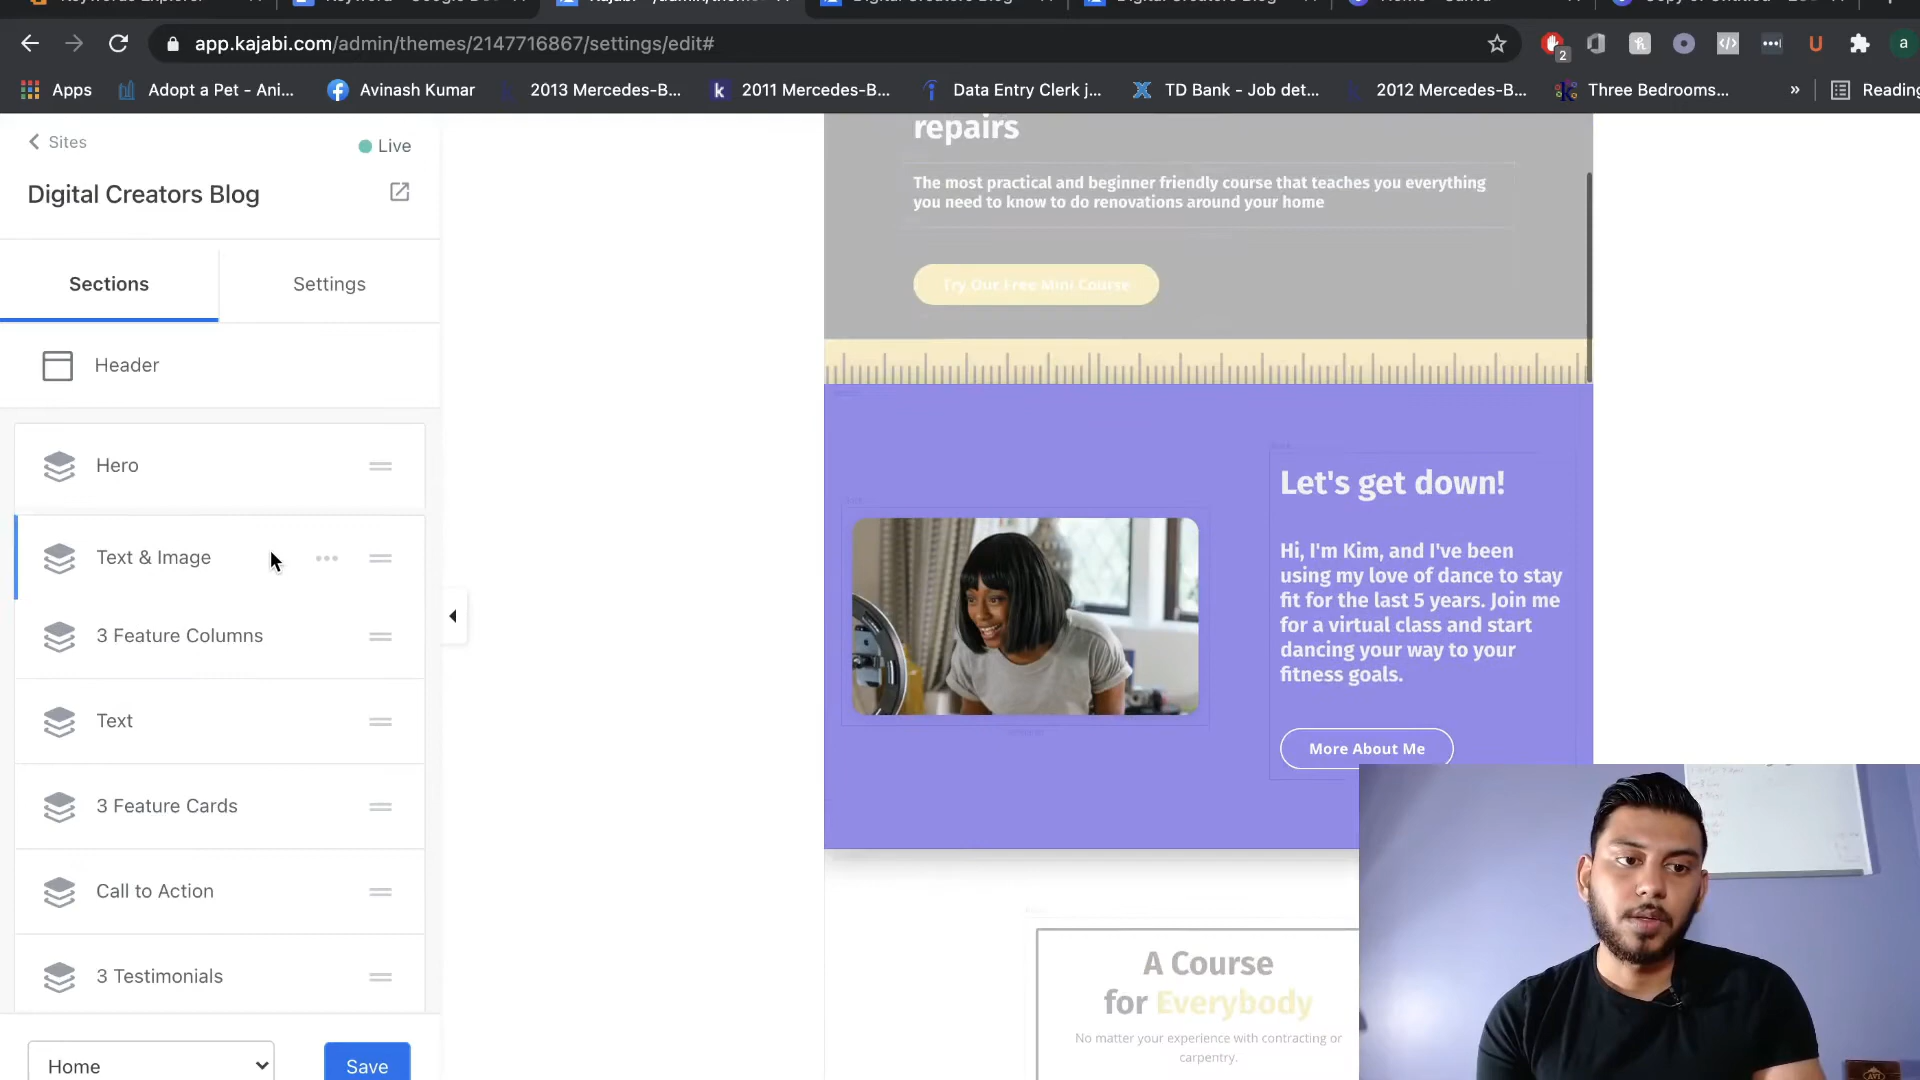 app.kajabi.com/admin/themes/2147716867/settings/edit#
2
a
Apps
Adopt a Pet - Ani...
Avinash Kumar
2013 Mercedes-B...
2011 Mercedes-B...
Data Entry Clerk j...
TD Bank - Job det...
2012 Mercedes-B...
Three Bedrooms...
»
Reading
Sites
Live
Digital Creators Blog
Sections
Settings
Header
Hero
Text & Image
3 Feature Columns
Text
3 Feature Cards
Call to Action
3 Testimonials
Home
Save
repairs
The most practical and beginner friendly course that teaches you everything
you need to know to do renovations around your home
Try Our Free Mini Course
Let's get down!
Hi, I'm Kim, and I've been
using my love of dance to stay
fit for the last 5 years. Join me
for a virtual class and start
dancing your way to your
fitness goals.
More About Me
A Course
for Everybody
No matter your experience with contracting or
carpentry.